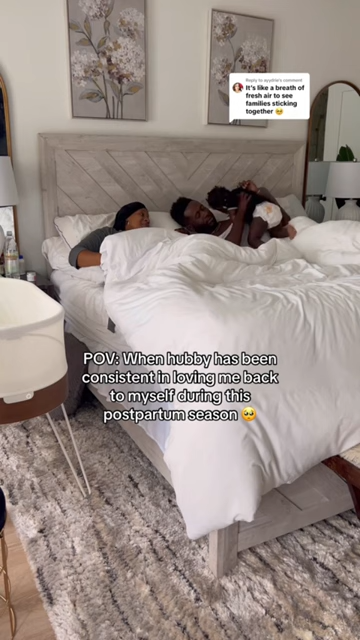 Reply to ayydrie's comment
It's like a breath of
fresh air to see
families sticking
together 🥺
POV: When hubby has been
consistent in loving me back
to myself during this
postpartum season 🥺